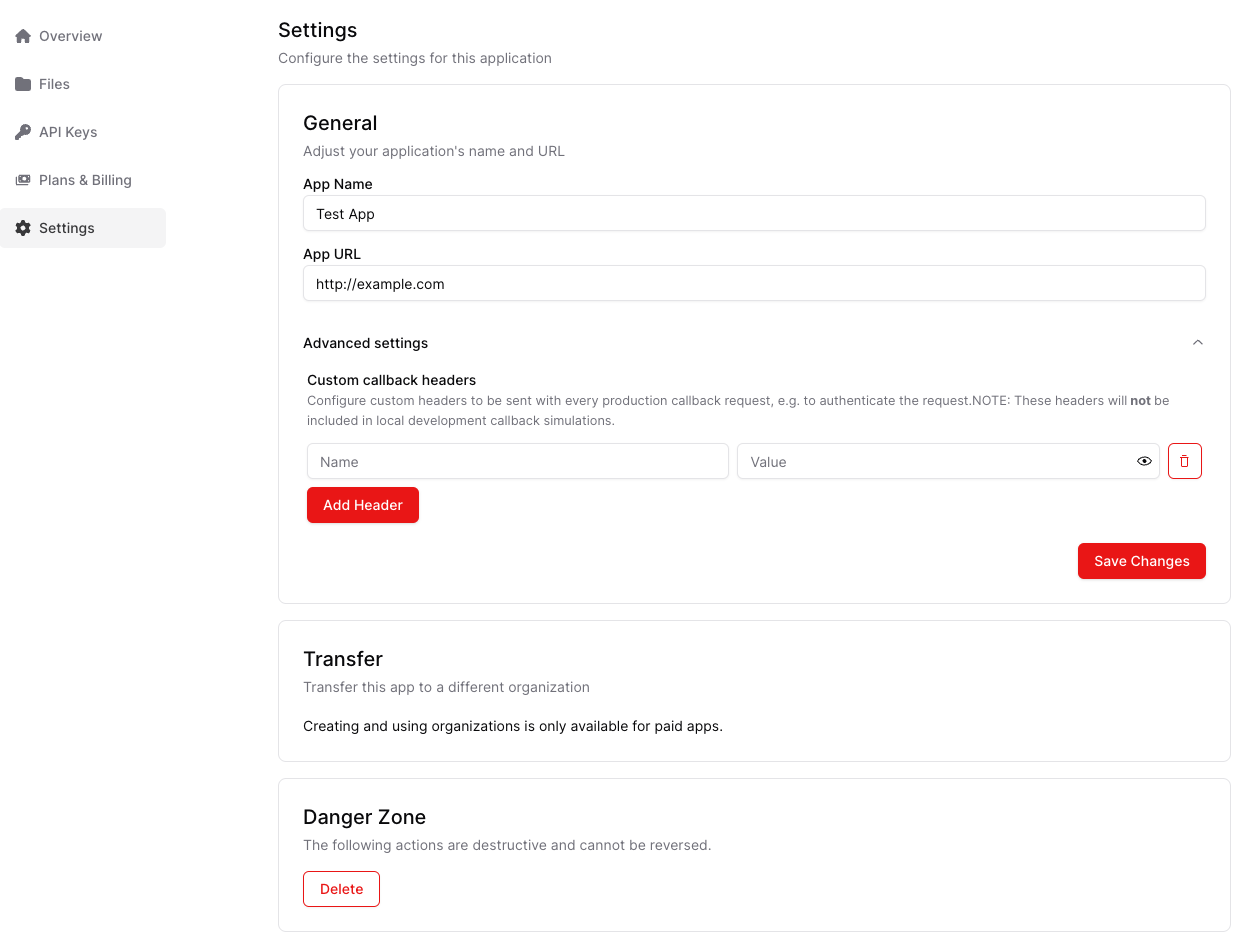 Overview
Files
API Keys
Plans & Billing
Settings
Settings
Configure the settings for this application
General
Adjust your application's name and URL
App Name
Test App
App URL
http://example.com
Advanced settings
Custom callback headers
Configure custom headers to be sent with every production callback request, e.g. to authenticate the request.NOTE: These headers will not be
included in local development callback simulations.
Name
Value
Add Header
Save Changes
Transfer
Transfer this app to a different organization
Creating and using organizations is only available for paid apps.
Danger Zone
The following actions are destructive and cannot be reversed.
Delete